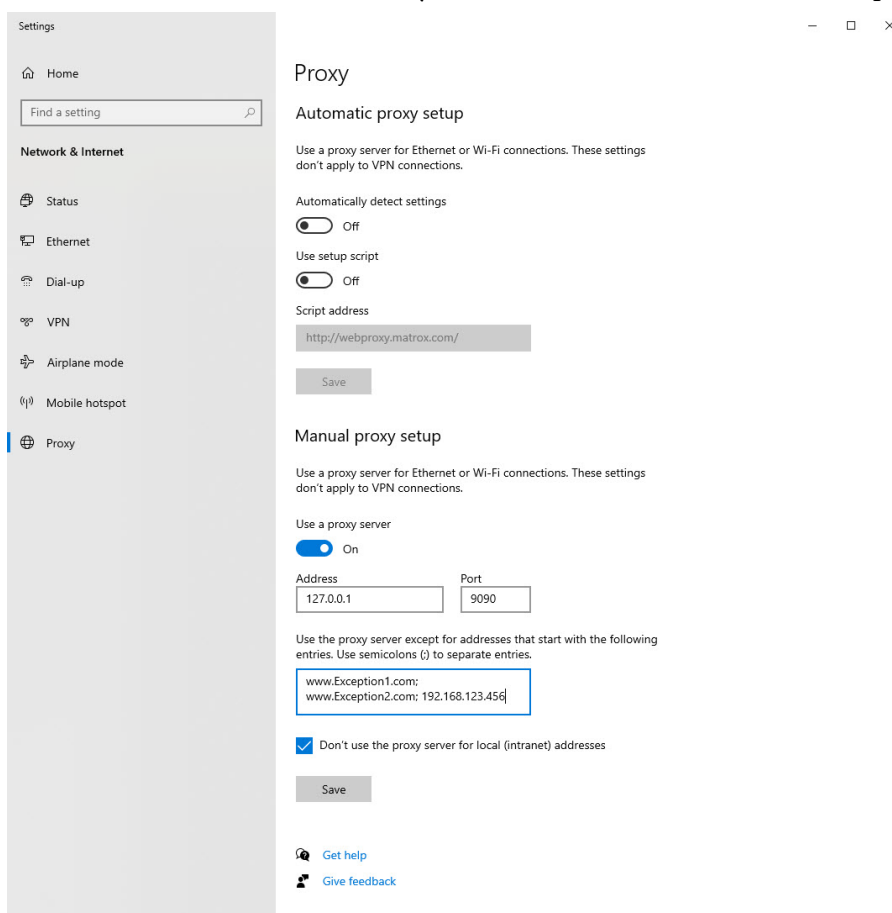 Settings
Home
Find a setting
Network & Internet
Status
Ethernet
Dial-up
VPN
Airplane mode
Mobile hotspot
Proxy
Proxy
Automatic proxy setup
Use a proxy server for Ethernet or Wi-Fi connections. These settings
don't apply to VPN connections.
Automatically detect settings
Off
Use setup script
Off
Script address
http://webproxy.matrox.com/
Save
Manual proxy setup
Use a proxy server for Ethernet or Wi-Fi connections. These settings
don't apply to VPN connections.
Use a proxy server
On
Address Port
127.0.0.1 9090
Use the proxy server except for addresses that start with the following
entries. Use semicolons (;) to separate entries.
www.Exception1.com;
www.Exception2.com; 192.168.123.456
Don't use the proxy server for local (intranet) addresses
Save
Get help
Give feedback